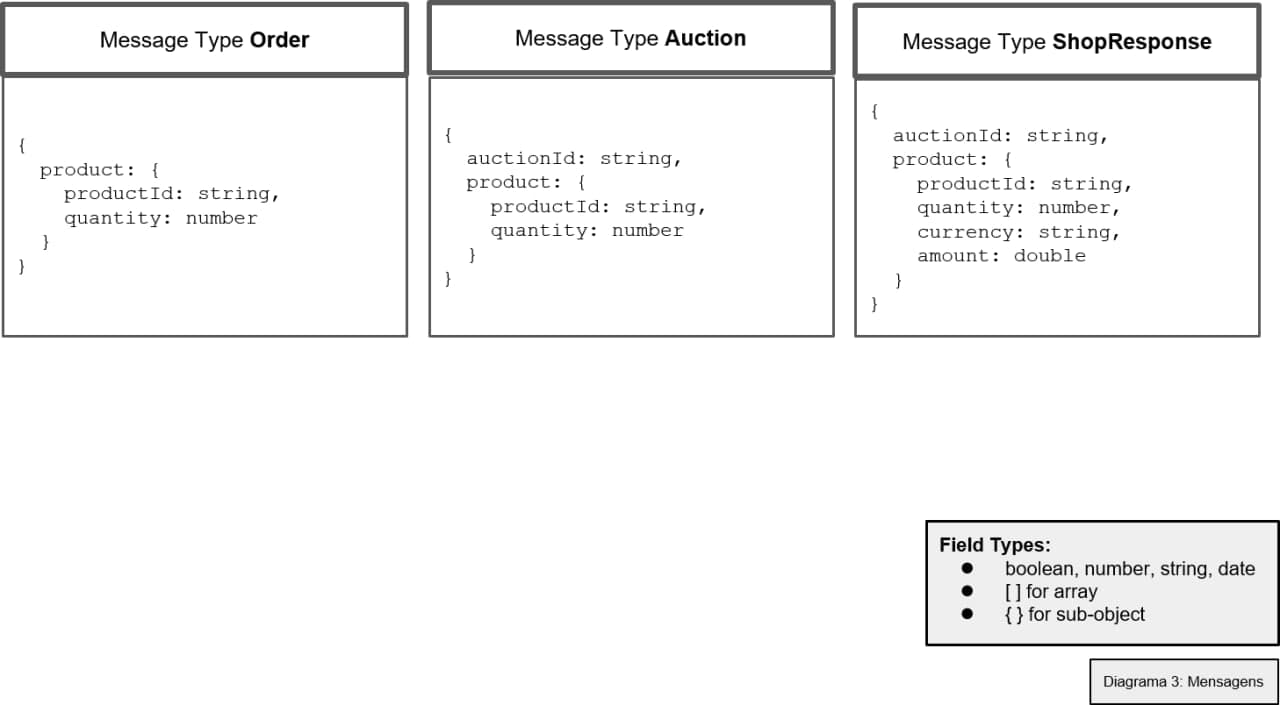 Message Type Order
{
product: {
productId: string,
quantity: number
}
}
Message Type Auction
{
auctionId: string,
product: {
productId: string,
quantity: number
}
}
Message Type ShopResponse
{
auctionId: string,
product: {
productId: string,
quantity: number,
currency: string,
amount: double
}
}
Field Types:
● boolean, number, string, date
● [ ] for array
● { } for sub-object
Diagrama 3: Mensagens